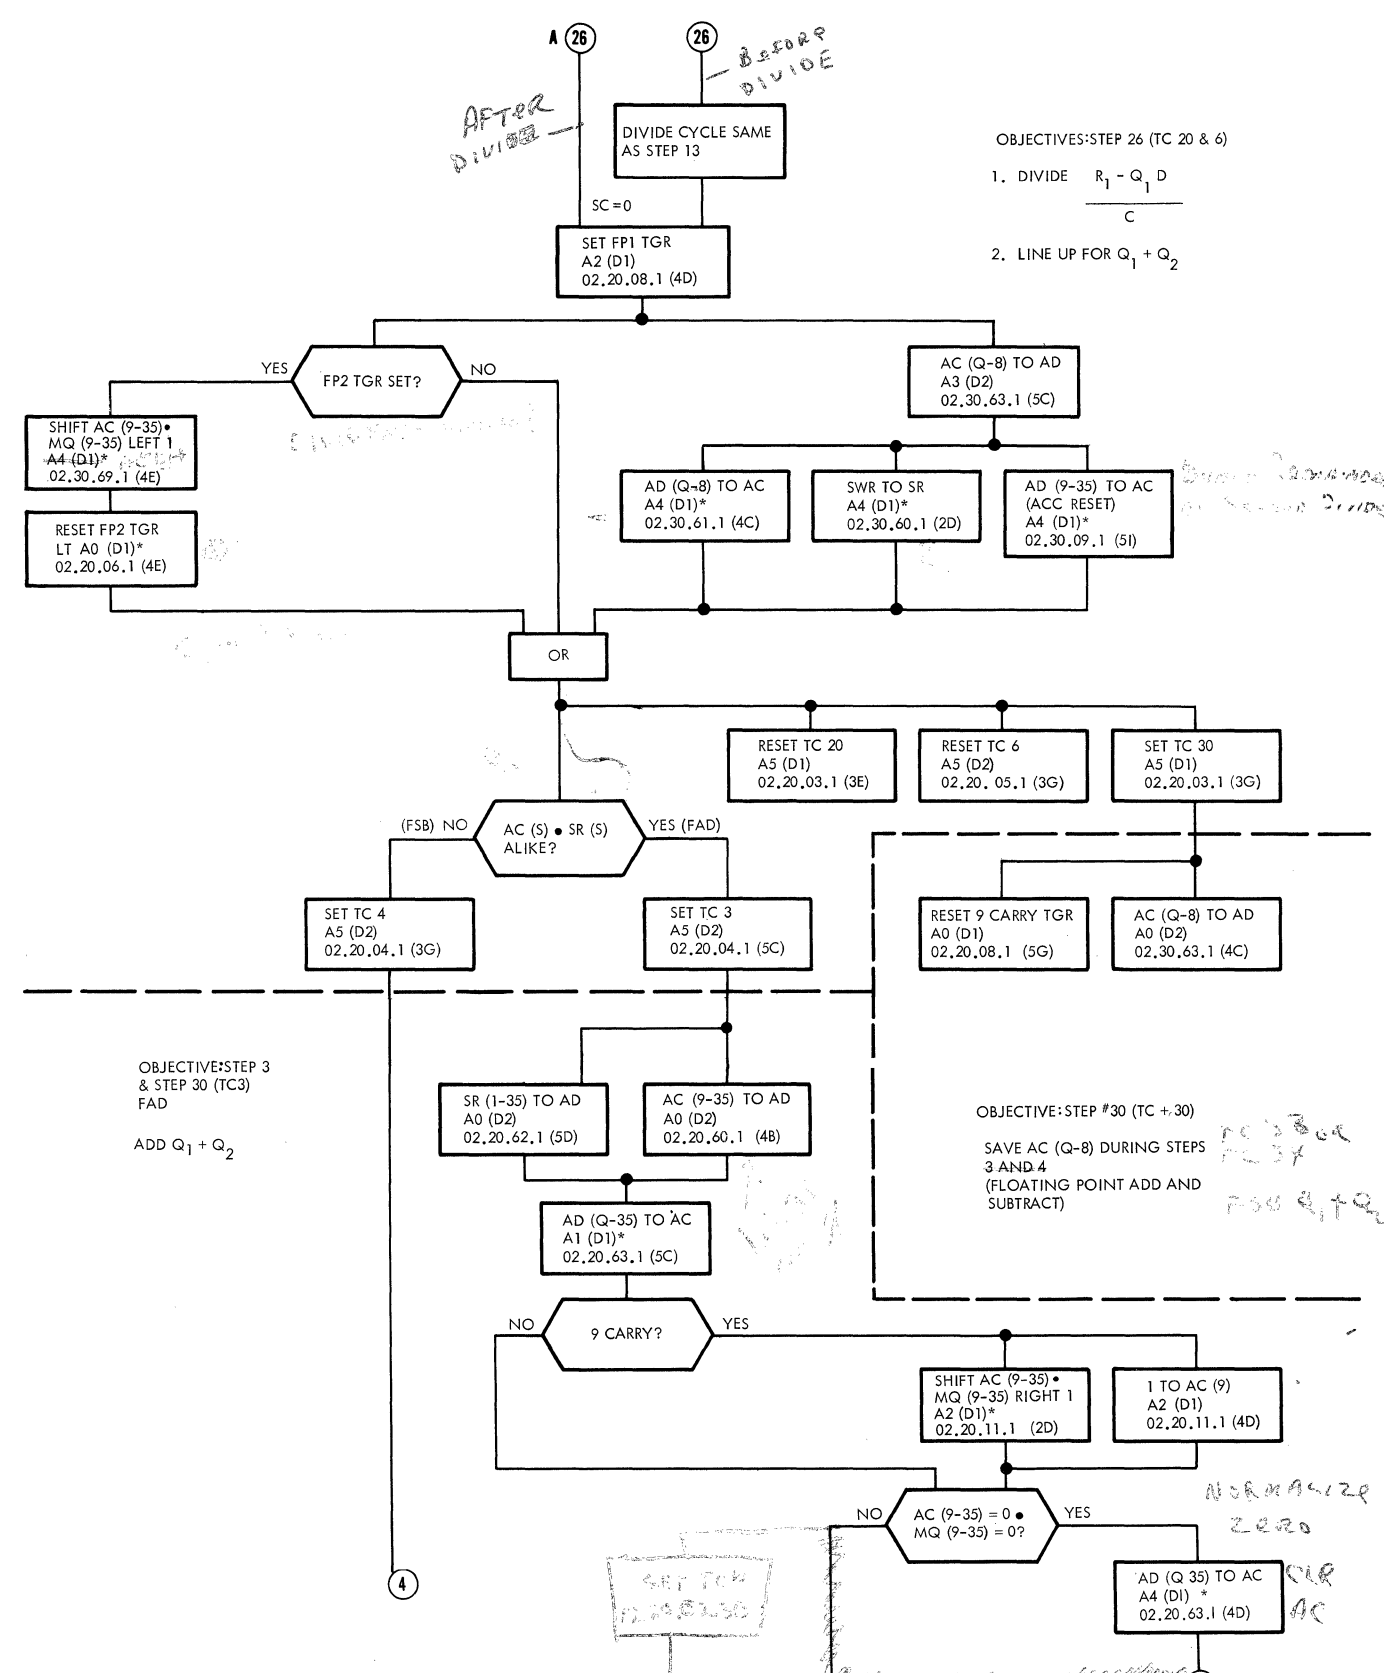 A 26
26
BEFORE
DIVIDE
AFTER
DIVIDE
DIVIDE CYCLE SAME
AS STEP 13
OBJECTIVES:STEP 26 (TC 20 & 6)
1. DIVIDE R1 - Q1 D
C
2. LINE UP FOR Q1 + Q2
SC=0
SET FP1 TGR
A2 (D1)
02.20.08.1 (4D)
YES
FP2 TGR SET?
NO
AC (Q-8) TO AD
A3 (D2)
02.30.63.1 (5C)
SHIFT AC (9-35)•
MQ (9-35) LEFT 1
A4 (D1)*
02.30.69.1 (4E)
AD (Q-8) TO AC
A4 (D1)*
02.30.61.1 (4C)
SWR TO SR
A4 (D1)*
02.30.60.1 (2D)
AD (9-35) TO AC
(ACC RESET)
A4 (D1)*
02.30.09.1 (5I)
RESET FP2 TGR
LT A0 (D1)*
02.20.06.1 (4E)
OR
RESET TC 20
A5 (D1)
02.20.03.1 (3E)
RESET TC 6
A5 (D2)
02.20. 05.1 (3G)
SET TC 30
A5 (D1)
02.20.03.1 (3G)
(FSB) NO
AC (S) • SR (S)
ALIKE?
YES (FAD)
SET TC 4
A5 (D2)
02.20.04.1 (3G)
SET TC 3
A5 (D2)
02.20.04.1 (5C)
RESET 9 CARRY TGR
A0 (D1)
02.20.08.1 (5G)
AC (Q-8) TO AD
A0 (D2)
02.30.63.1 (4C)
OBJECTIVE:STEP 3
& STEP 30 (TC3)
FAD
ADD Q1 + Q2
SR (1-35) TO AD
A0 (D2)
02.20.62.1 (5D)
AC (9-35) TO AD
A0 (D2)
02.20.60.1 (4B)
OBJECTIVE:STEP #30 (TC +30)
SAVE AC (Q-8) DURING STEPS
3 AND 4
(FLOATING POINT ADD AND
SUBTRACT)
Q1 + Q2
AD (Q-35) TO AC
A1 (D1)*
02.20.63.1 (5C)
NO
9 CARRY?
YES
SHIFT AC (9-35)•
MQ (9-35) RIGHT 1
A2 (D1)*
02.20.11.1 (2D)
1 TO AC (9)
A2 (D1)
02.20.11.1 (4D)
NORMALIZE
ZERO
NO
AC (9-35) = 0 •
MQ (9-35) = 0?
YES
AD (Q 35) TO AC
A4 (DI) *
02.20.63.1 (4D)
CLR
AC
4